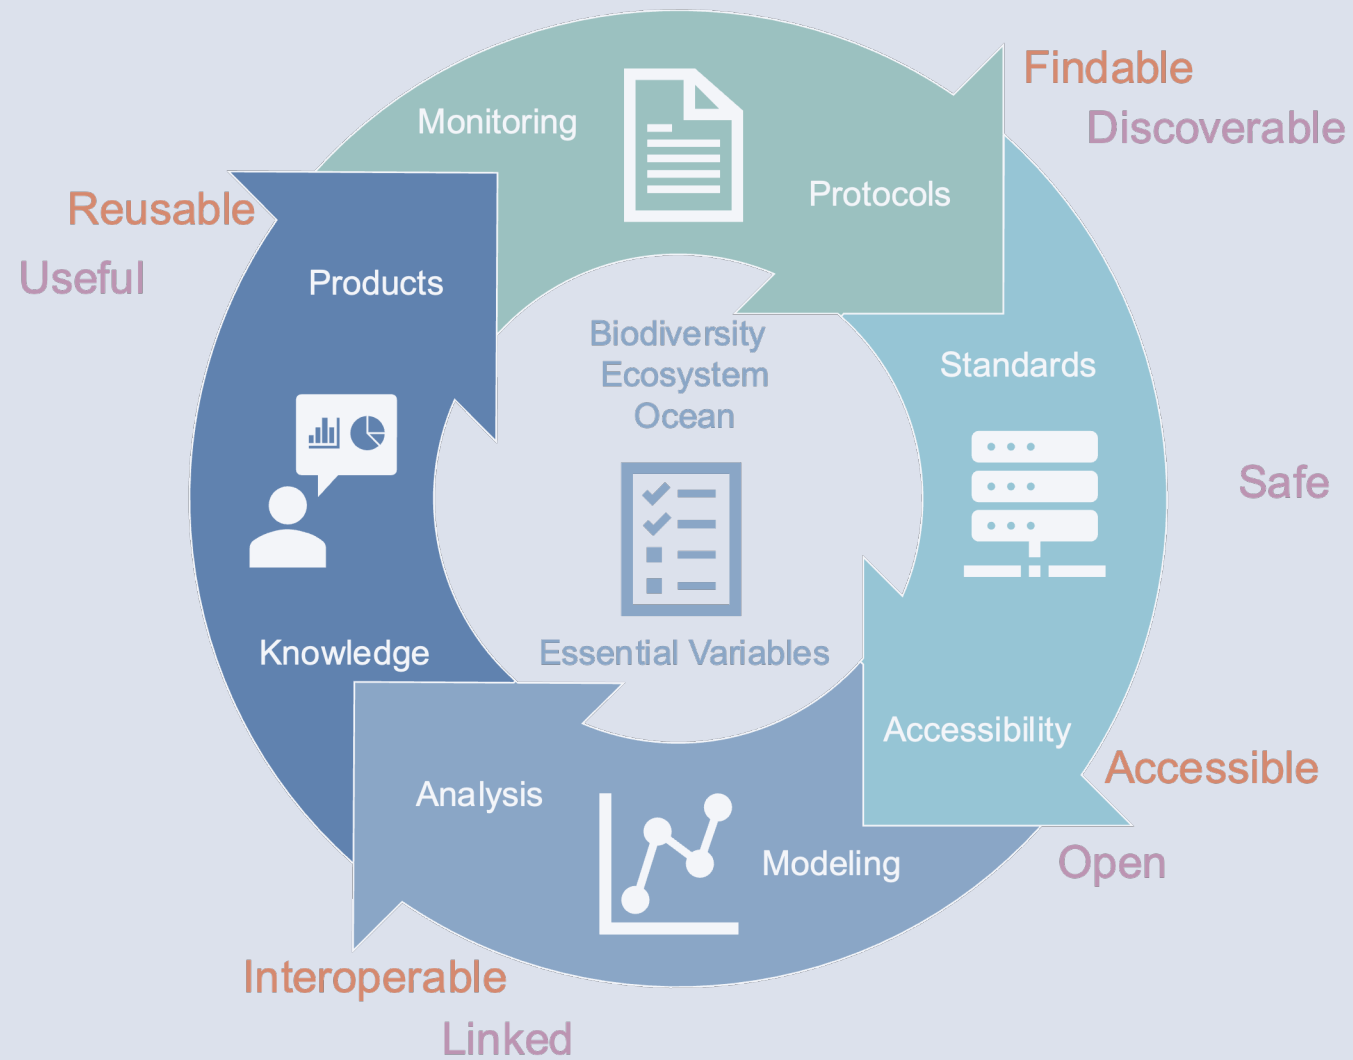 Findable
Discoverable
Monitoring
Protocols
Reusable
Useful
Products
Biodiversity
Ecosystem
Ocean
Standards
Safe
Essential Variables
Knowledge
Accessibility
Accessible
Analysis
Modeling
Open
Interoperable
Linked